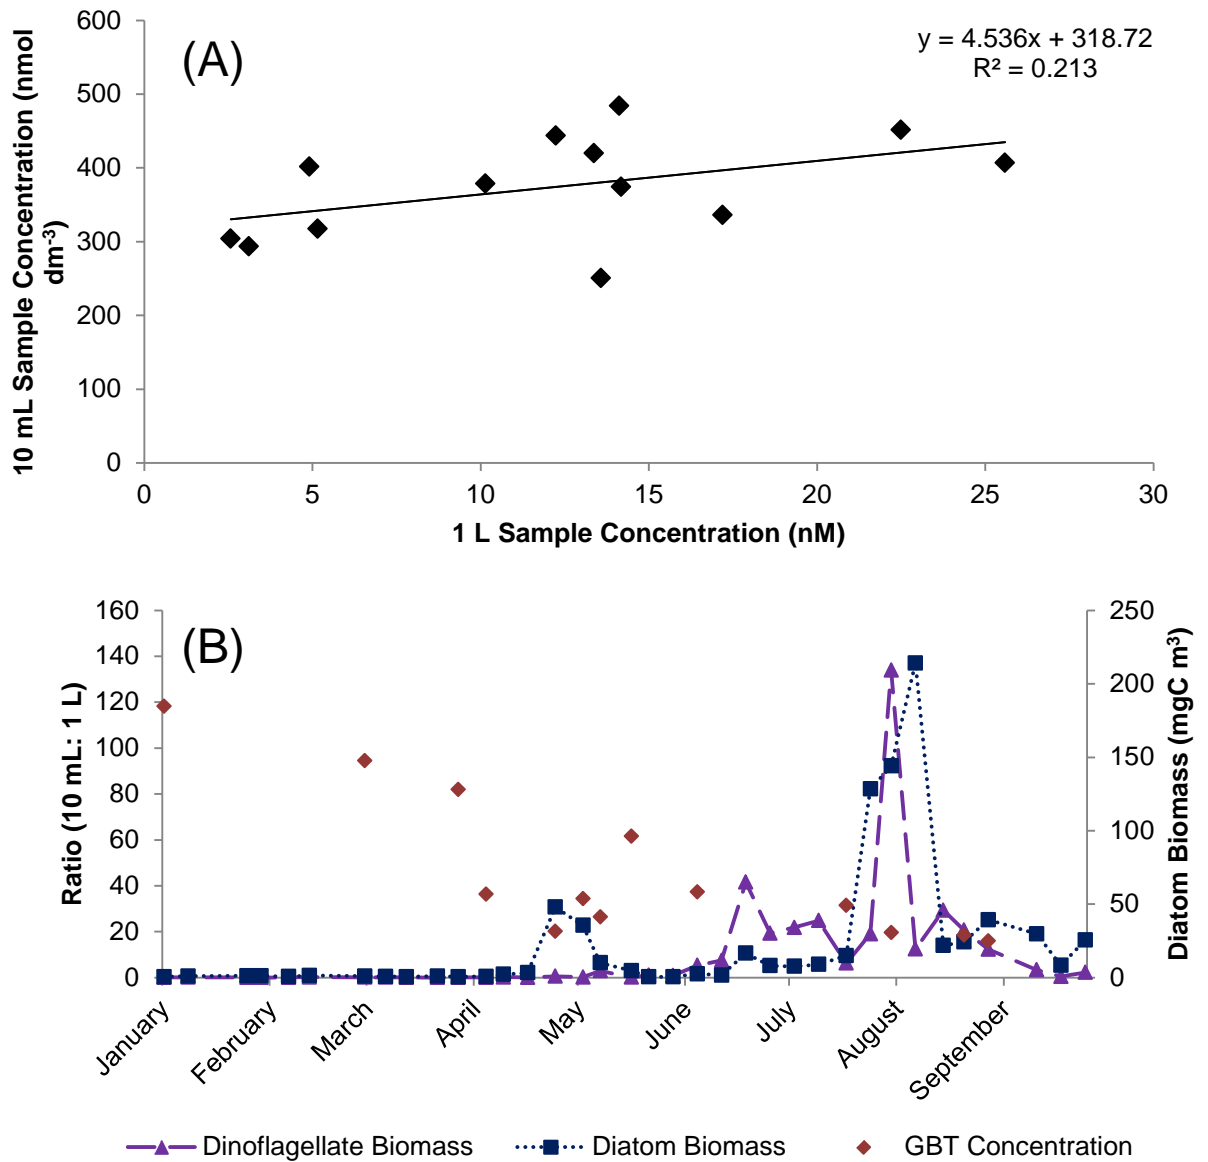 600
500
400
300
200
100
0
10 mL Sample Concentration (nmol
dm-3)
(A)
y = 4.536x + 318.72
R² = 0.213
0 5 10 15 20 25 30
1 L Sample Concentration (nM)
160
140
120
100
80
60
40
20
0
Ratio (10 mL: 1 L)
(B)
250
200
150
100
50
0
Diatom Biomass (mgC m³)
January
February
March
April
May
June
July
August
September
Dinoflagellate Biomass Diatom Biomass GBT Concentration